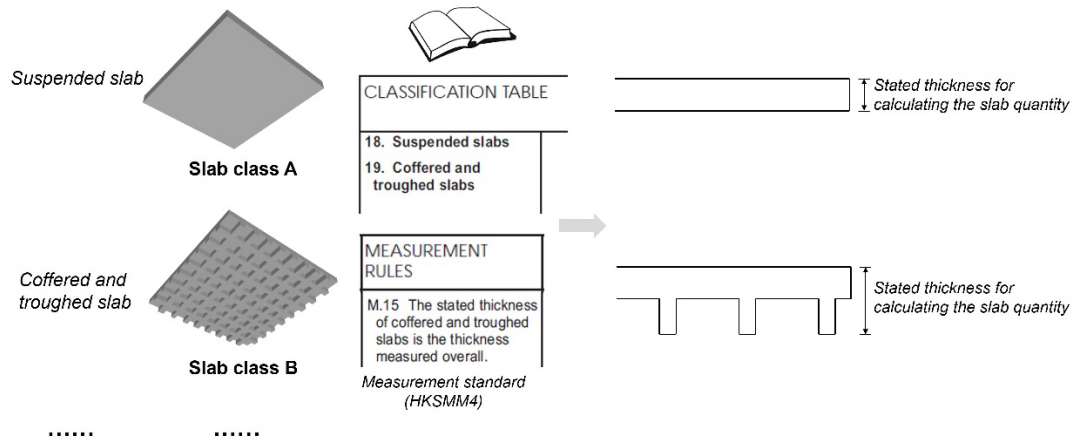 Suspended slab
Slab class A
CLASSIFICATION TABLE
18. Suspended slabs
19. Coffered and
troughed slabs
Stated thickness for
calculating the slab quantity
Coffered and
troughed slab
Slab class B
MEASUREMENT
RULES
M.15 The stated thickness
of coffered and troughed
slabs is the thickness
measured overall.
Measurement standard
(HKSMM4)
Stated thickness for
calculating the slab quantity
......
......